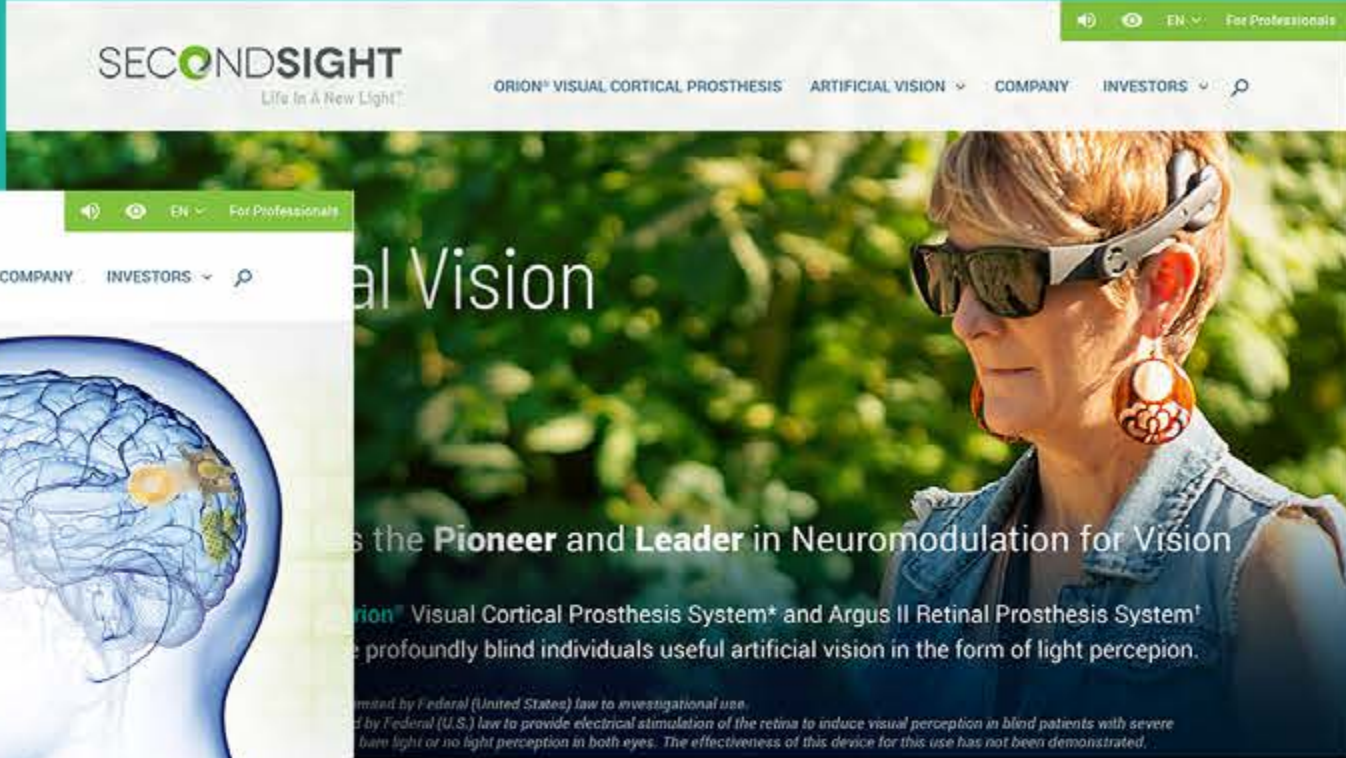 EN For Professionals
SECONDSIGHT
Life In A New Light™
ORION® VISUAL CORTICAL PROSTHESIS ARTIFICIAL VISION COMPANY INVESTORS
EN For Professionals
COMPANY INVESTORS
al Vision
s the Pioneer and Leader in Neuromodulation for Vision
rion® Visual Cortical Prosthesis System* and Argus II Retinal Prosthesis System†
profoundly blind individuals useful artificial vision in the form of light percepion.
by Federal (United States) law to investigational use.
d by Federal (U.S.) law to provide electrical stimulation of the retina to induce visual perception in blind patients with severe
bare light or no light perception in both eyes. The effectiveness of this device for this use has not been demonstrated.